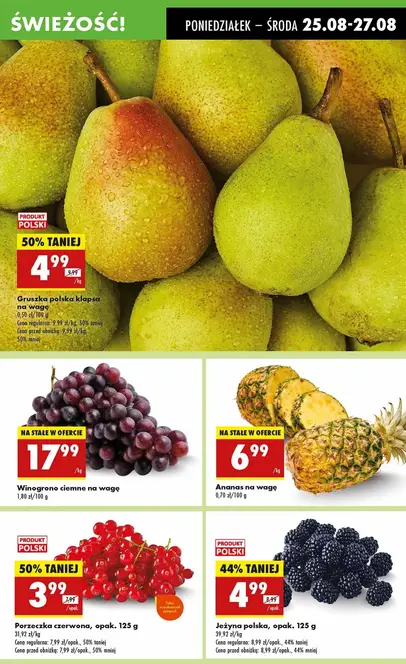 ŚWIEŻOŚĆ!
PONIEDZIAŁEK – ŚRODA 25.08-27.08
PRODUKT
POLSKI
50% TANIEJ
4 99
9,99
/kg
Gruszka polska klapsa
na wagę
0,50 zł/100 g
Cena regularna: 9,99 zł/kg, 50% taniej
Cena przed obniżką: 9,99 zł/kg,
50% mniej
NA STAŁE W OFERCIE
17 99
/kg
Winogrono ciemne na wagę
1,80 zł/100 g
NA STAŁE W OFERCIE
6 99
/kg
Ananas na wagę
0,70 zł/100 g
PRODUKT
POLSKI
50% TANIEJ
3 99
7,99
/opak.
Porzeczka czerwona, opak. 125 g
31,92 zł/kg
Cena regularna: 7,99 zł/opak., 50% taniej
Cena przed obniżką: 7,99 zł/opak., 50% mniej
PRODUKT
POLSKI
44% TANIEJ
4 99
8,99
/opak.
Jeżyna polska, opak. 125 g
39,92 zł/kg
Cena regularna: 8,99 zł/opak., 44% taniej
Cena przed obniżką: 8,99 zł/opak., 44% mniej